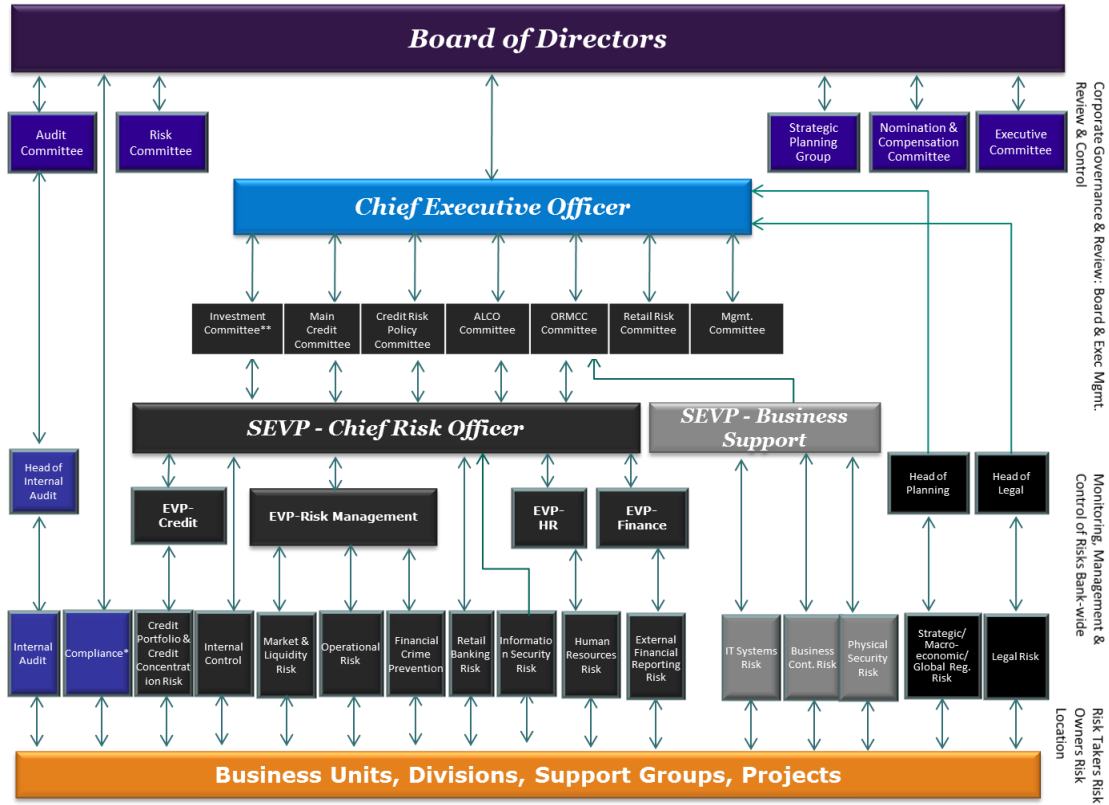 Board of Directors
Corporate Governance & Review: Board & Exec Mgmt.
Review & Control
Audit
Committee
Risk
Committee
Strategic
Planning
Group
Nomination &
Compensation
Committee
Executive
Committee
Chief Executive Officer
Investment
Committee**
Main
Credit
Committee
Credit Risk
Policy
Committee
ALCO
Committee
ORMCC
Committee
Retail Risk
Committee
Mgmt.
Committee
SEVP - Chief Risk Officer
SEVP - Business
Support
Monitoring, Management &
Control of Risks Bank-wide
Head of
Internal
Audit
EVP-
Credit
EVP-Risk Management
EVP-
HR
EVP-
Finance
Head of
Planning
Head of
Legal
Internal
Audit
Compliance*
Credit
Portfolio &
Credit
Concentrat
ion Risk
Internal
Control
Market &
Liquidity
Risk
Operational
Risk
Financial
Crime
Prevention
Retail
Banking
Risk
Informatio
n Security
Risk
Human
Resources
Risk
External
Financial
Reporting
Risk
IT Systems
Risk
Business
Cont. Risk
Physical
Security
Risk
Strategic/
Macro-
economic/
Global Reg.
Risk
Legal Risk
Risk Takers Risk
Owners Risk
Location
Business Units, Divisions, Support Groups, Projects